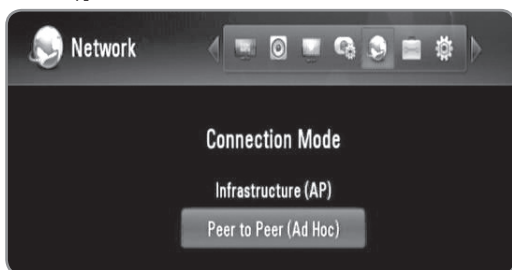 Network
Connection Mode
Infrastructure (AP)
Peer to Peer (Ad Hoc)